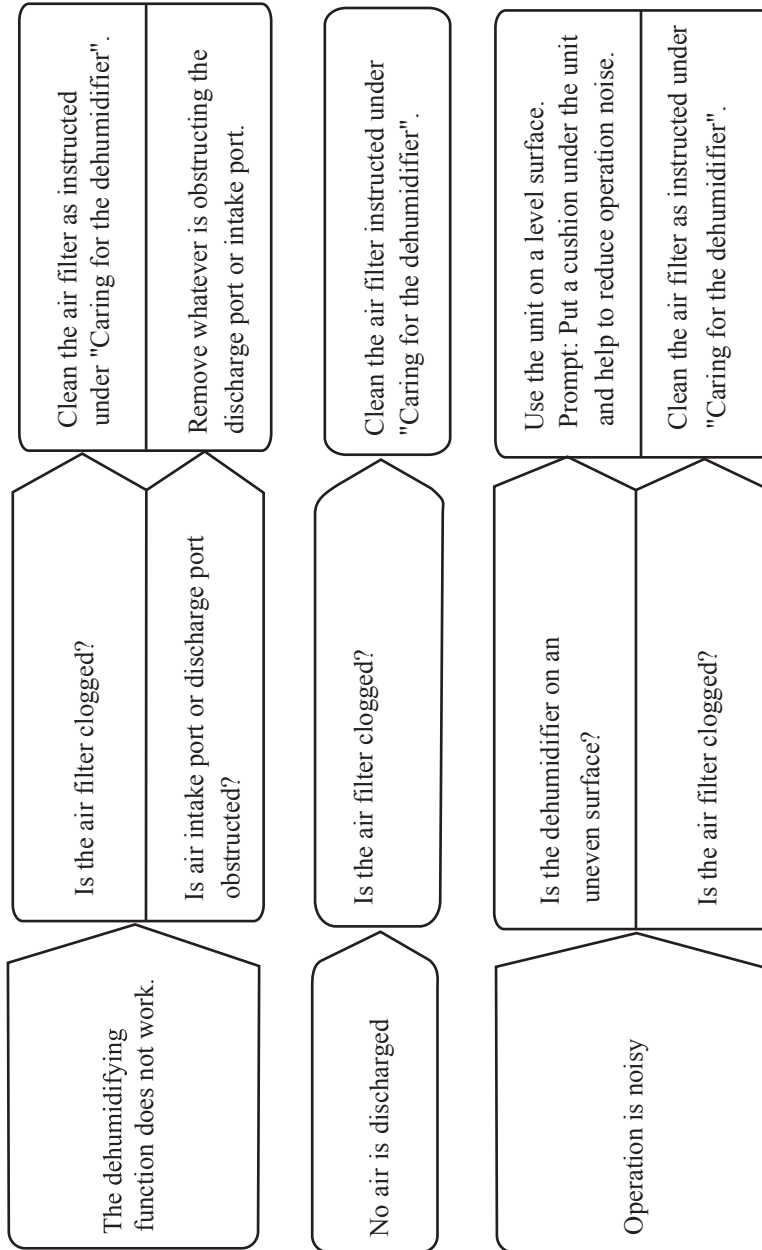 The dehumidifying
function does not work.
Is the air filter clogged?
Clean the air filter as instructed
under "Caring for the dehumidifier".
Is air intake port or discharge port
obstructed?
Remove whatever is obstructing the
discharge port or intake port.
No air is discharged
Is the air filter clogged?
Clean the air filter instructed under
"Caring for the dehumidifier".
Operation is noisy
Is the dehumidifier on an
uneven surface?
Use the unit on a level surface.
Prompt: Put a cushion under the unit
and help to reduce operation noise.
Is the air filter clogged?
Clean the air filter as instructed under
"Caring for the dehumidifier".